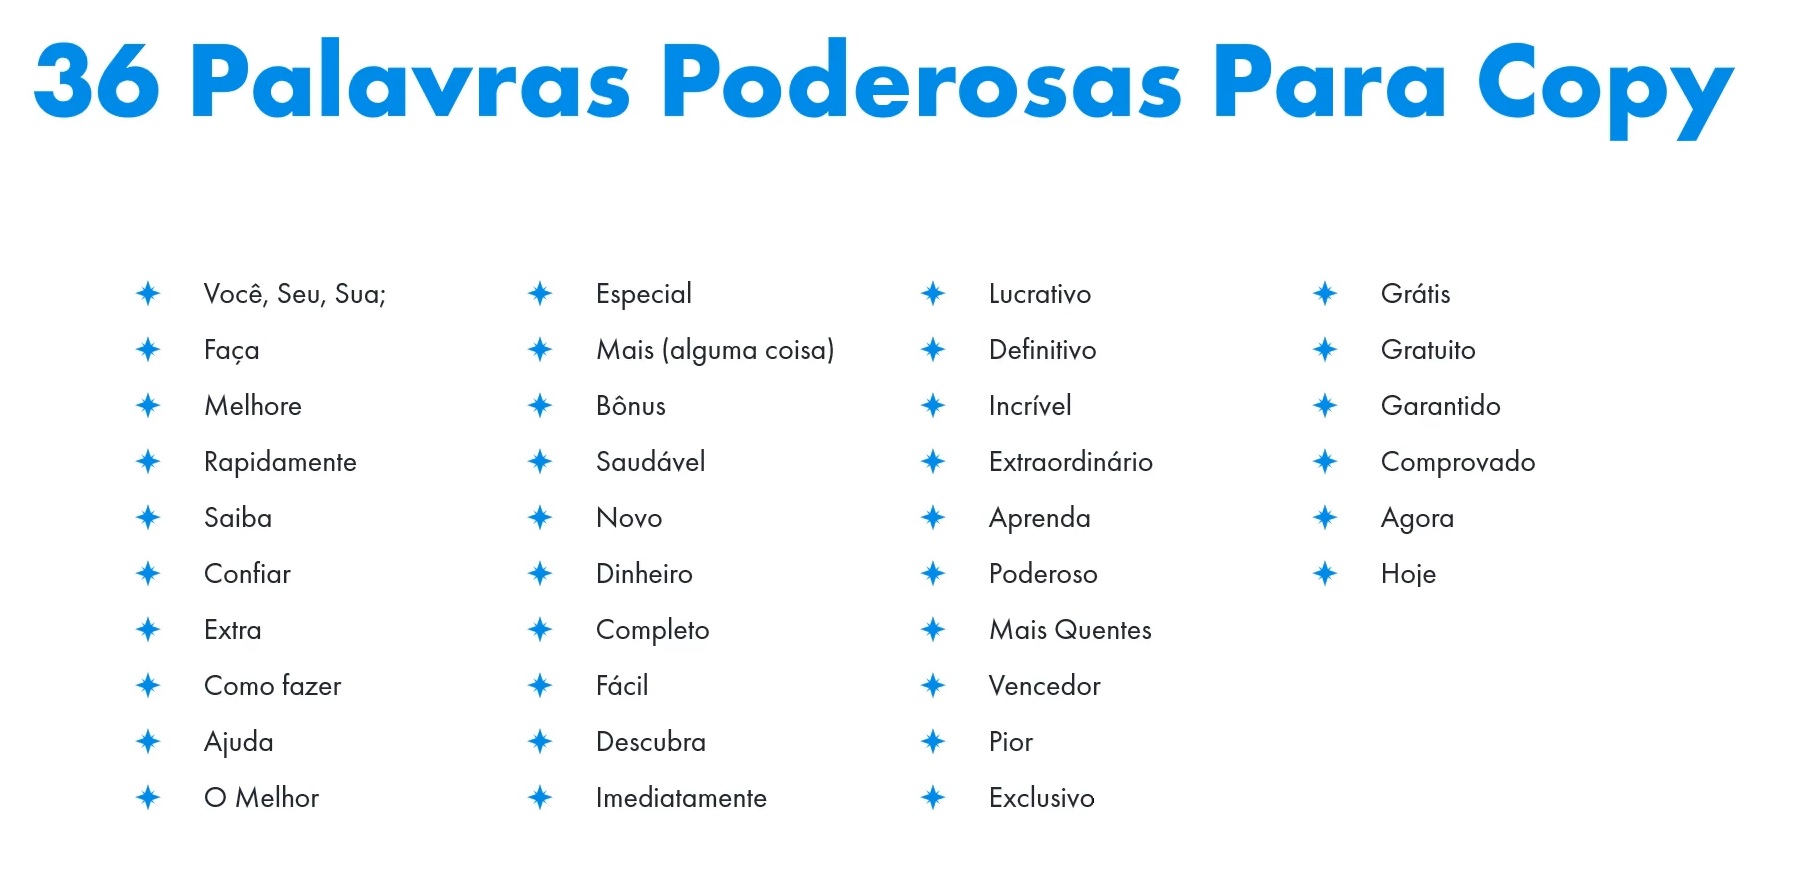 36 Palavras Poderosas Para Copy
Você, Seu, Sua;
Faça
Melhore
Rapidamente
Saiba
Confiar
Extra
Como fazer
Ajuda
O Melhor
Especial
Mais (alguma coisa)
Bônus
Saudável
Novo
Dinheiro
Completo
Fácil
Descubra
Imediatamente
Lucrativo
Definitivo
Incrível
Extraordinário
Aprenda
Poderoso
Mais Quentes
Vencedor
Pior
Exclusivo
Grátis
Gratuito
Garantido
Comprovado
Agora
Hoje